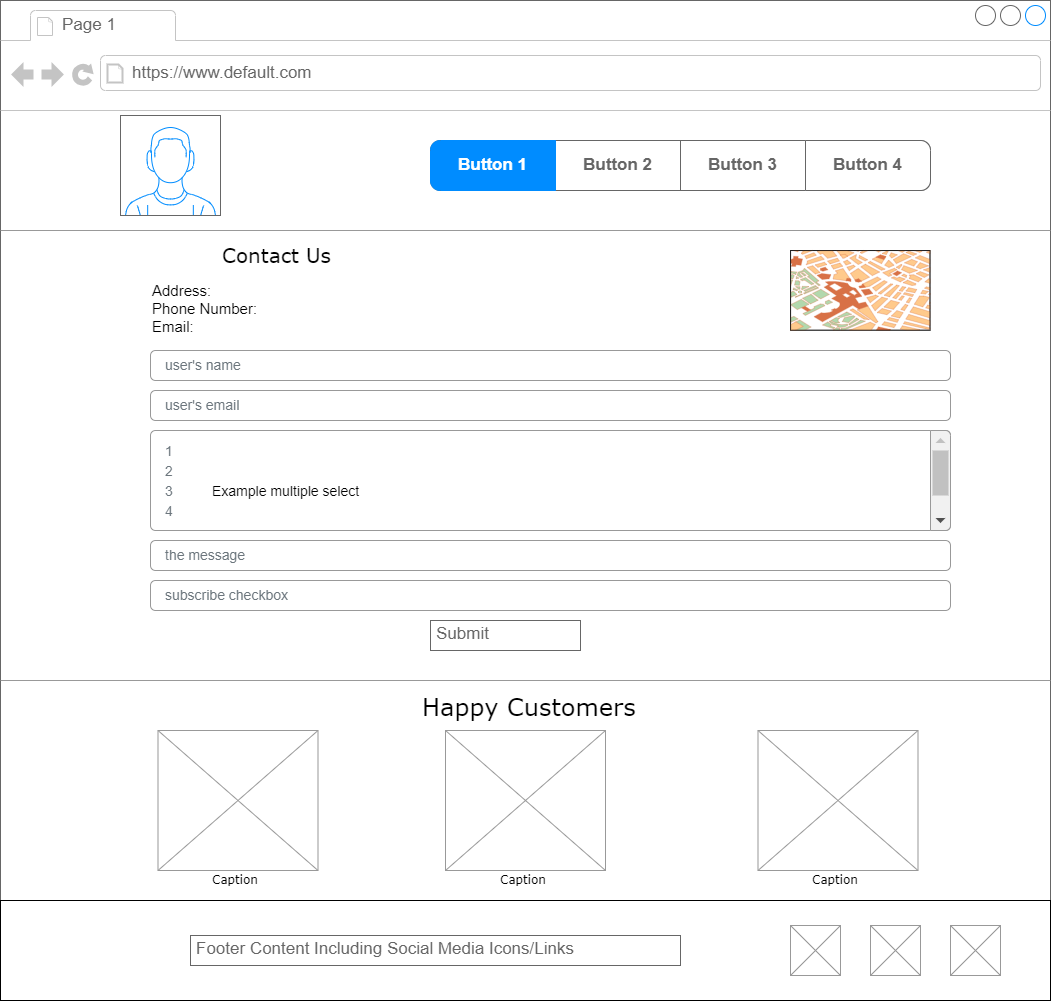 Page 1
https://www.default.com
Button 1 Button 2 Button 3 Button 4
Contact Us
Address:
Phone Number:
Email:
user's name
user's email
1
2
3 Example multiple select
4
the message
subscribe checkbox
Submit
Happy Customers
Caption Caption Caption
Footer Content Including Social Media Icons/Links